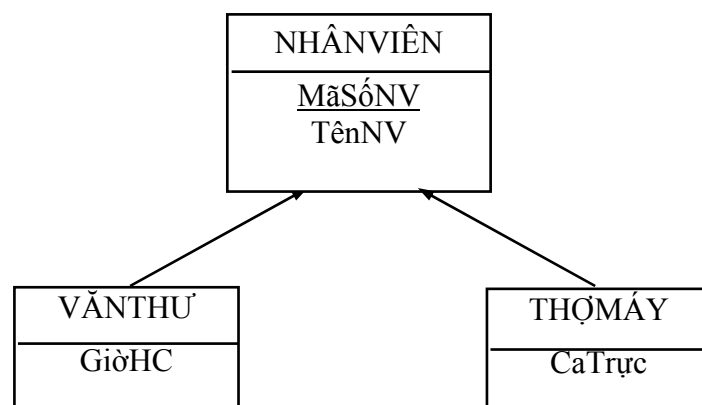 NHÂNVIÊN
MãSốNV
TênNV
VĂNTHƯ
GiờHC
THỢMÁY
CaTrực